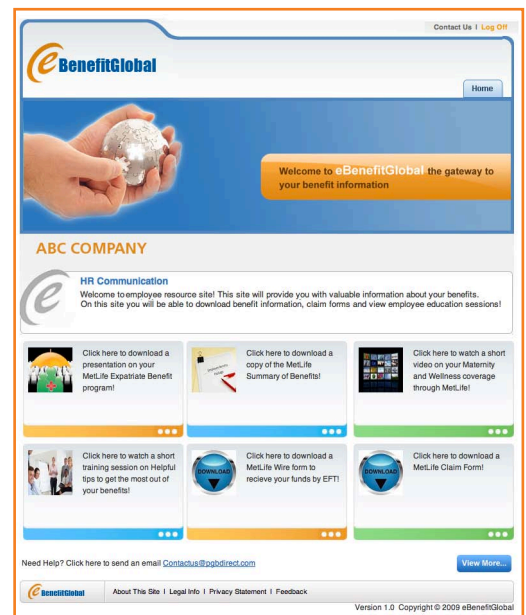 Contact Us | Log Off
eBenefitGlobal
Home
Welcome to eBenefitGlobal the gateway to
your benefit information
ABC COMPANY
HR Communication
Welcome to employee resource site! This site will provide you with valuable information about your benefits.
On this site you will be able to download benefit information, claim forms and view employee education sessions!
Click here to download a
presentation on your
MetLife Expatriate Benefit
program!
Click here to download a
copy of the MetLife
Summary of Benefits!
Click here to watch a short
video on your Maternity
and Wellness coverage
through MetLife!
Click here to watch a short
training session on Helpful
tips to get the most out of
your benefits!
DOWNLOAD
Click here to download a
MetLife Wire form to
recieve your funds by EFT!
DOWNLOAD
Click here to download a
MetLife Claim Form!
Need Help? Click here to send an email Contactus@pgbdirect.com
View More...
eBenefitGlobal
About This Site | Legal Info | Privacy Statement | Feedback
Version 1.0 Copyright © 2009 eBenefitGlobal